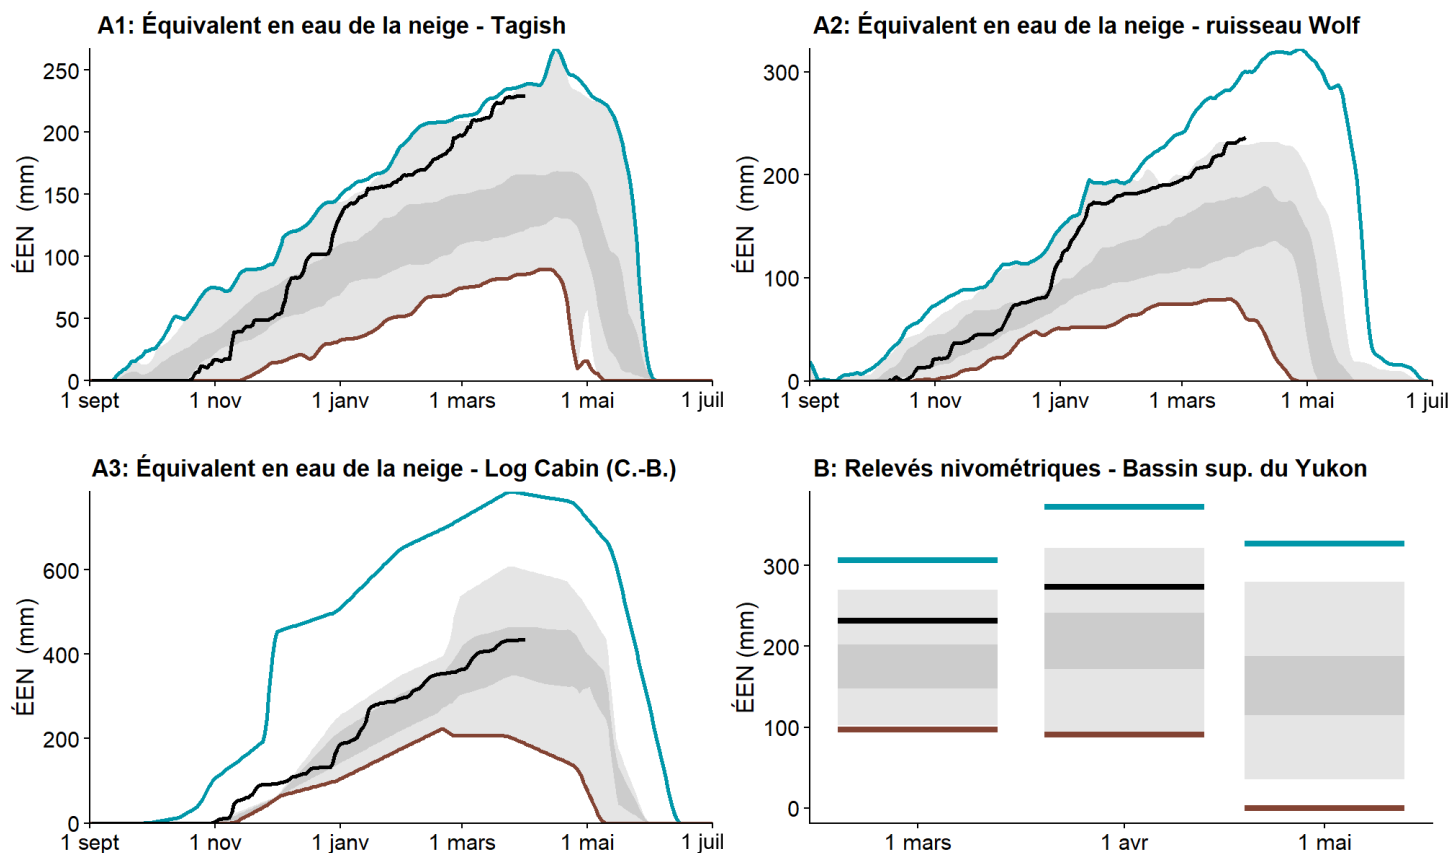 A1: Équivalent en eau de la neige - Tagish
ÉEN (mm)
250
200
150
100
50
0
1 sept
1 nov
1 janv
1 mars
1 mai
1 juil
A2: Équivalent en eau de la neige - ruisseau Wolf
ÉEN (mm)
300
200
100
0
1 sept
1 nov
1 janv
1 mars
1 mai
1 juil
A3: Équivalent en eau de la neige - Log Cabin (C.-B.)
ÉEN (mm)
600
400
200
0
1 sept
1 nov
1 janv
1 mars
1 mai
1 juil
B: Relevés nivométriques - Bassin sup. du Yukon
ÉEN (mm)
300
200
100
0
1 mars
1 avr
1 mai